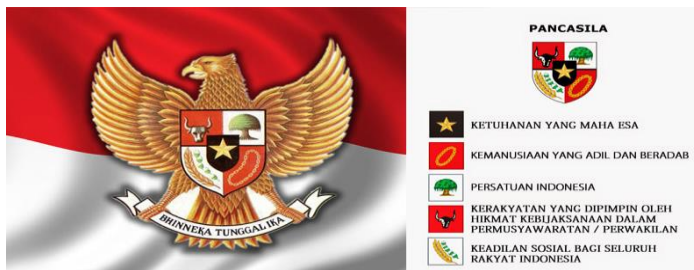 BHINNEKA TUNGGAL IKA
PANCASILA
KETUHANAN YANG MAHA ESA
KEMANUSIAAN YANG ADIL DAN BERADAB
PERSATUAN INDONESIA
KERAKYATAN YANG DIPIMPIN OLEH
HIKMAT KEBIJAKSANAAN DALAM
PERMUSYAWARATAN / PERWAKILAN
KEADILAN SOSIAL BAGI SELURUH
RAKYAT INDONESIA